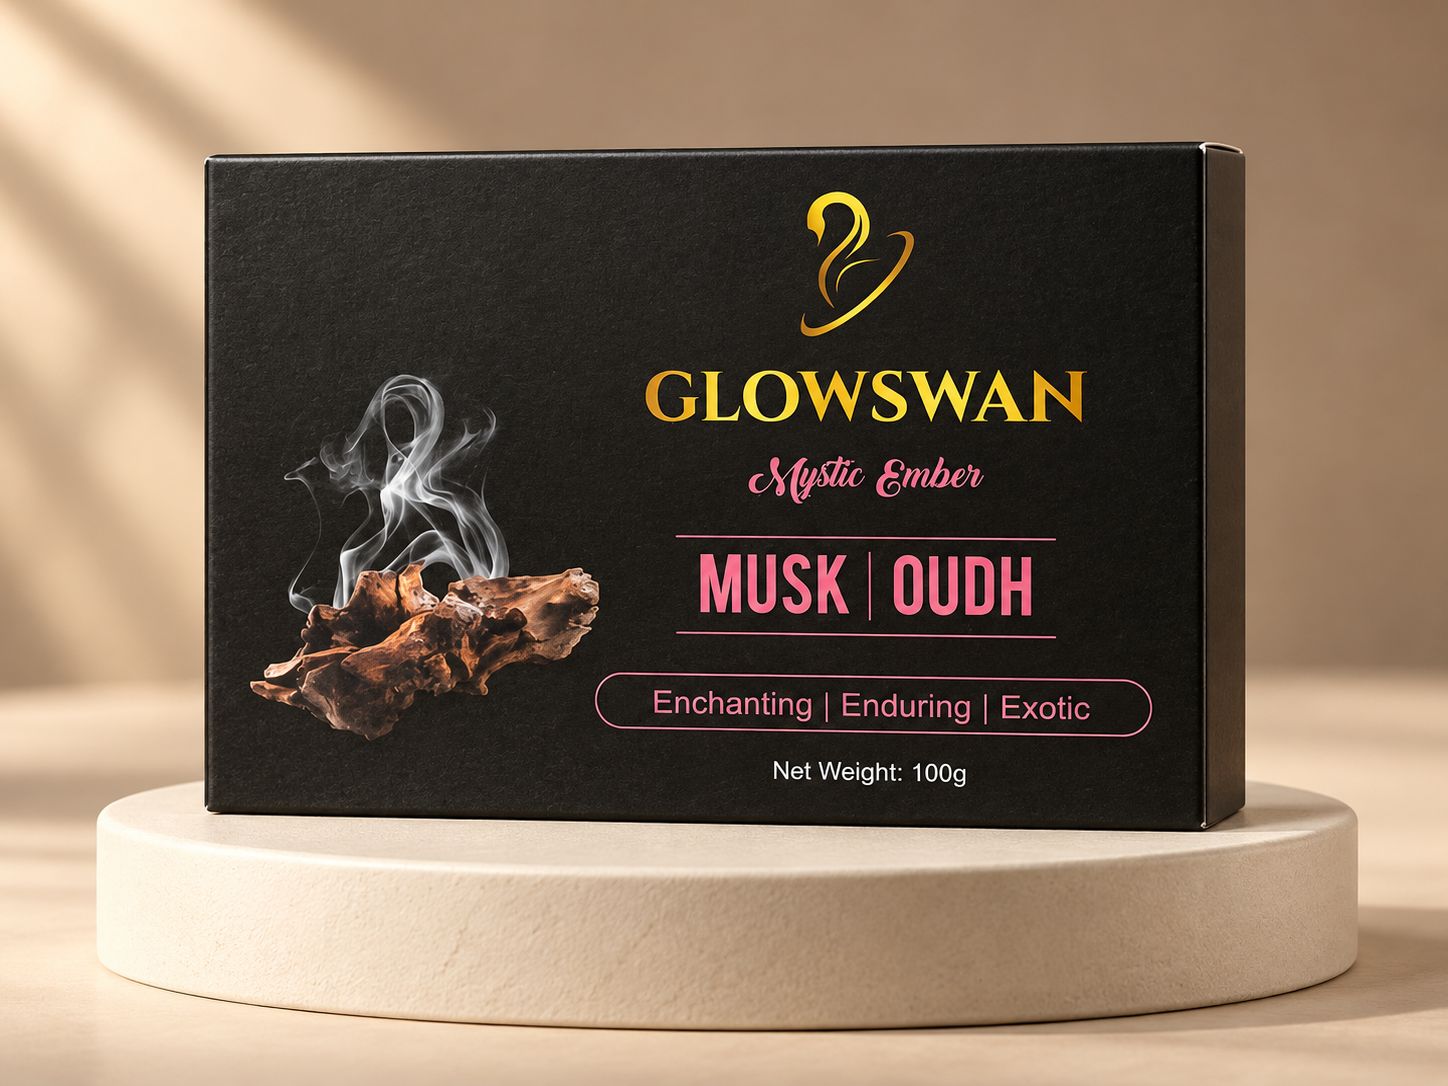 GLOWSWAN
Mystic Ember
MUSK | OUDH
Enchanting | Enduring | Exotic
Net Weight: 100g